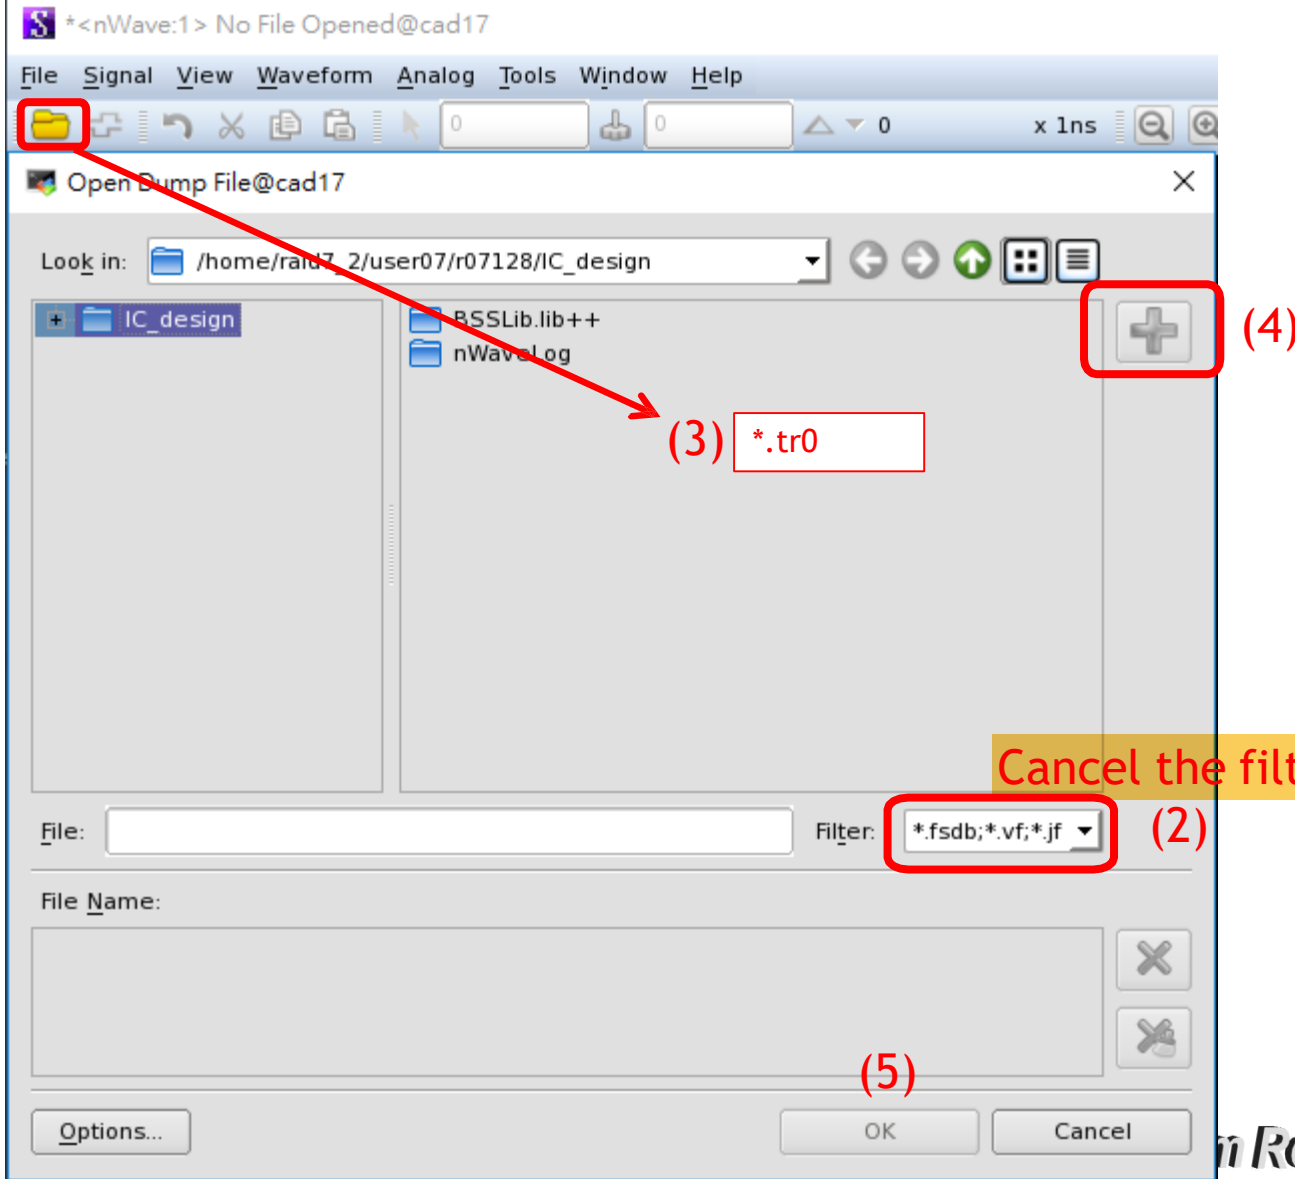 *<nWave:1> No File Opened@cad17
File Signal View Waveform Analog Tools Window Help
0 0 0 x 1ns
Open Dump File@cad17
Look in: /home/raid7_2/user07/r07128/IC_design
IC_design
BSSLib.lib++
(4)
nWaveLog
(3) *.tr0
Cancel the
File: Filter: *.fsdb;*.vf;*.jf (2)
File Name:
(5)
Options... OK Cancel